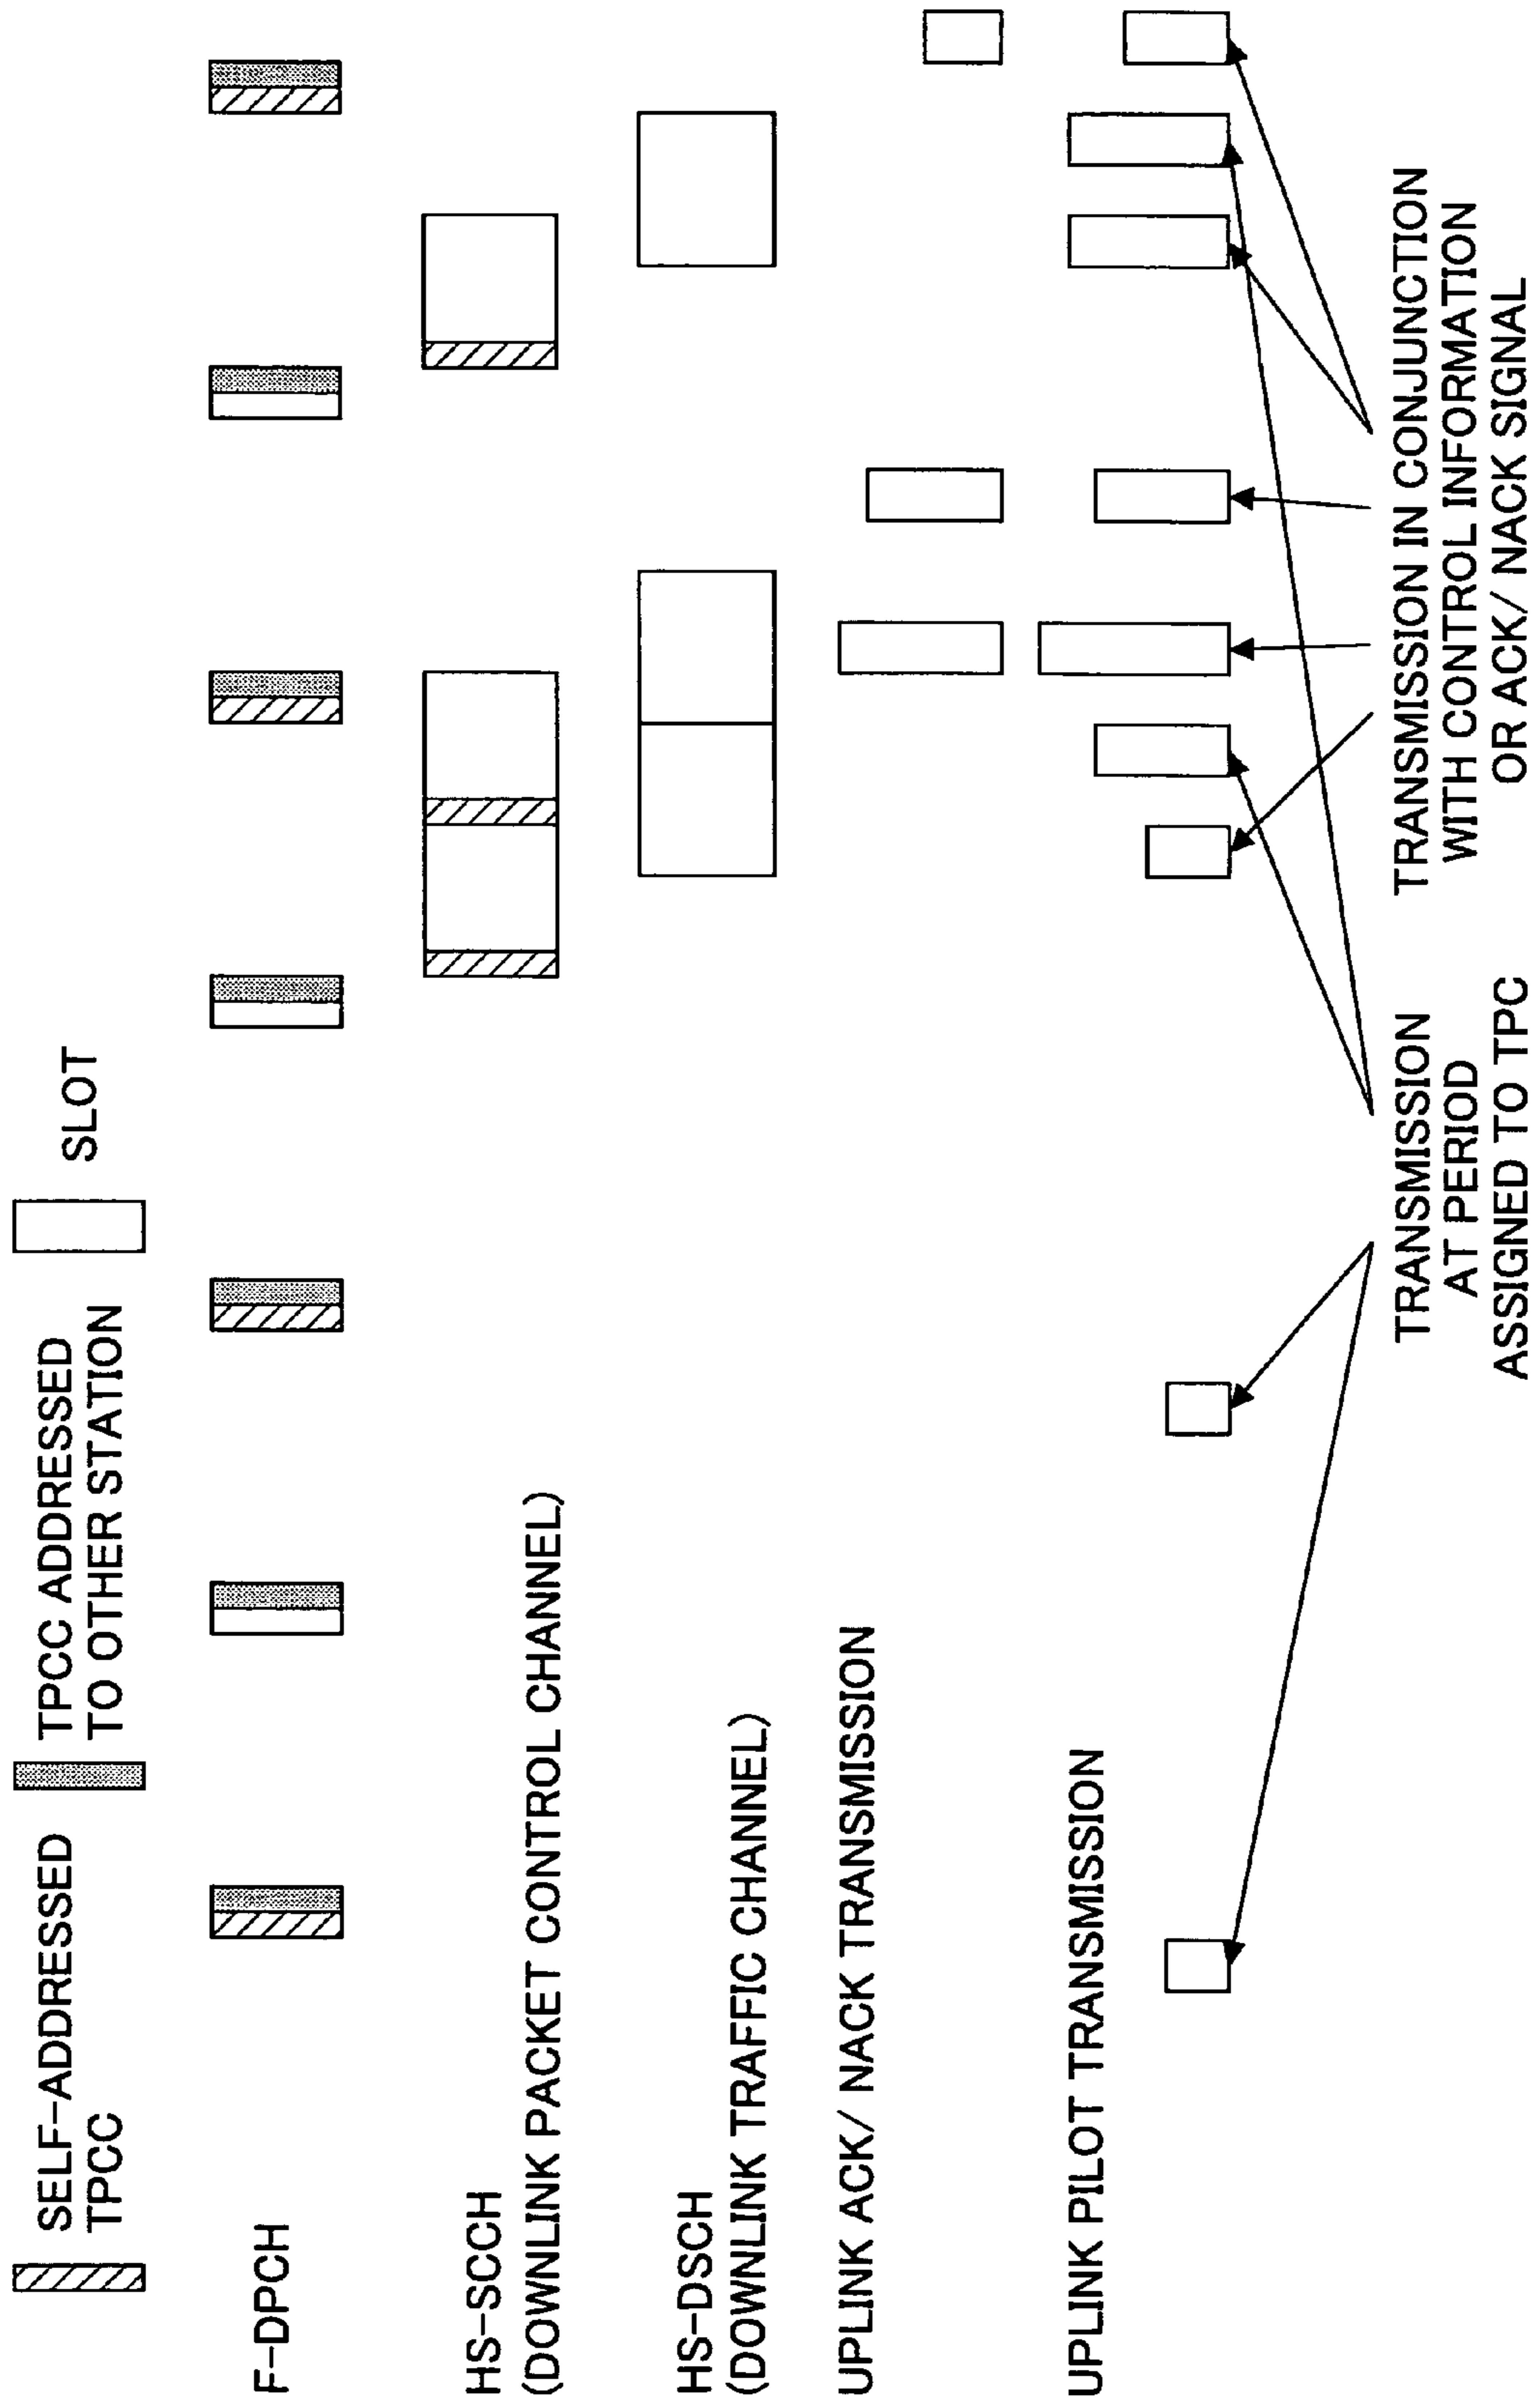 SELF-ADDRESSED
TPCC
TPCC ADDRESSED
TO OTHER STATION
SLOT
F-DPCH
HS-SCCH
(DOWNLINK PACKET CONTROL CHANNEL)
HS-DSCH
(DOWNLINK TRAFFIC CHANNEL)
UPLINK ACK/ NACK TRANSMISSION
UPLINK PILOT TRANSMISSION
TRANSMISSION
AT PERIOD
ASSIGNED TO TPC
TRANSMISSION IN CONJUNCTION
WITH CONTROL INFORMATION
OR ACK/ NACK SIGNAL